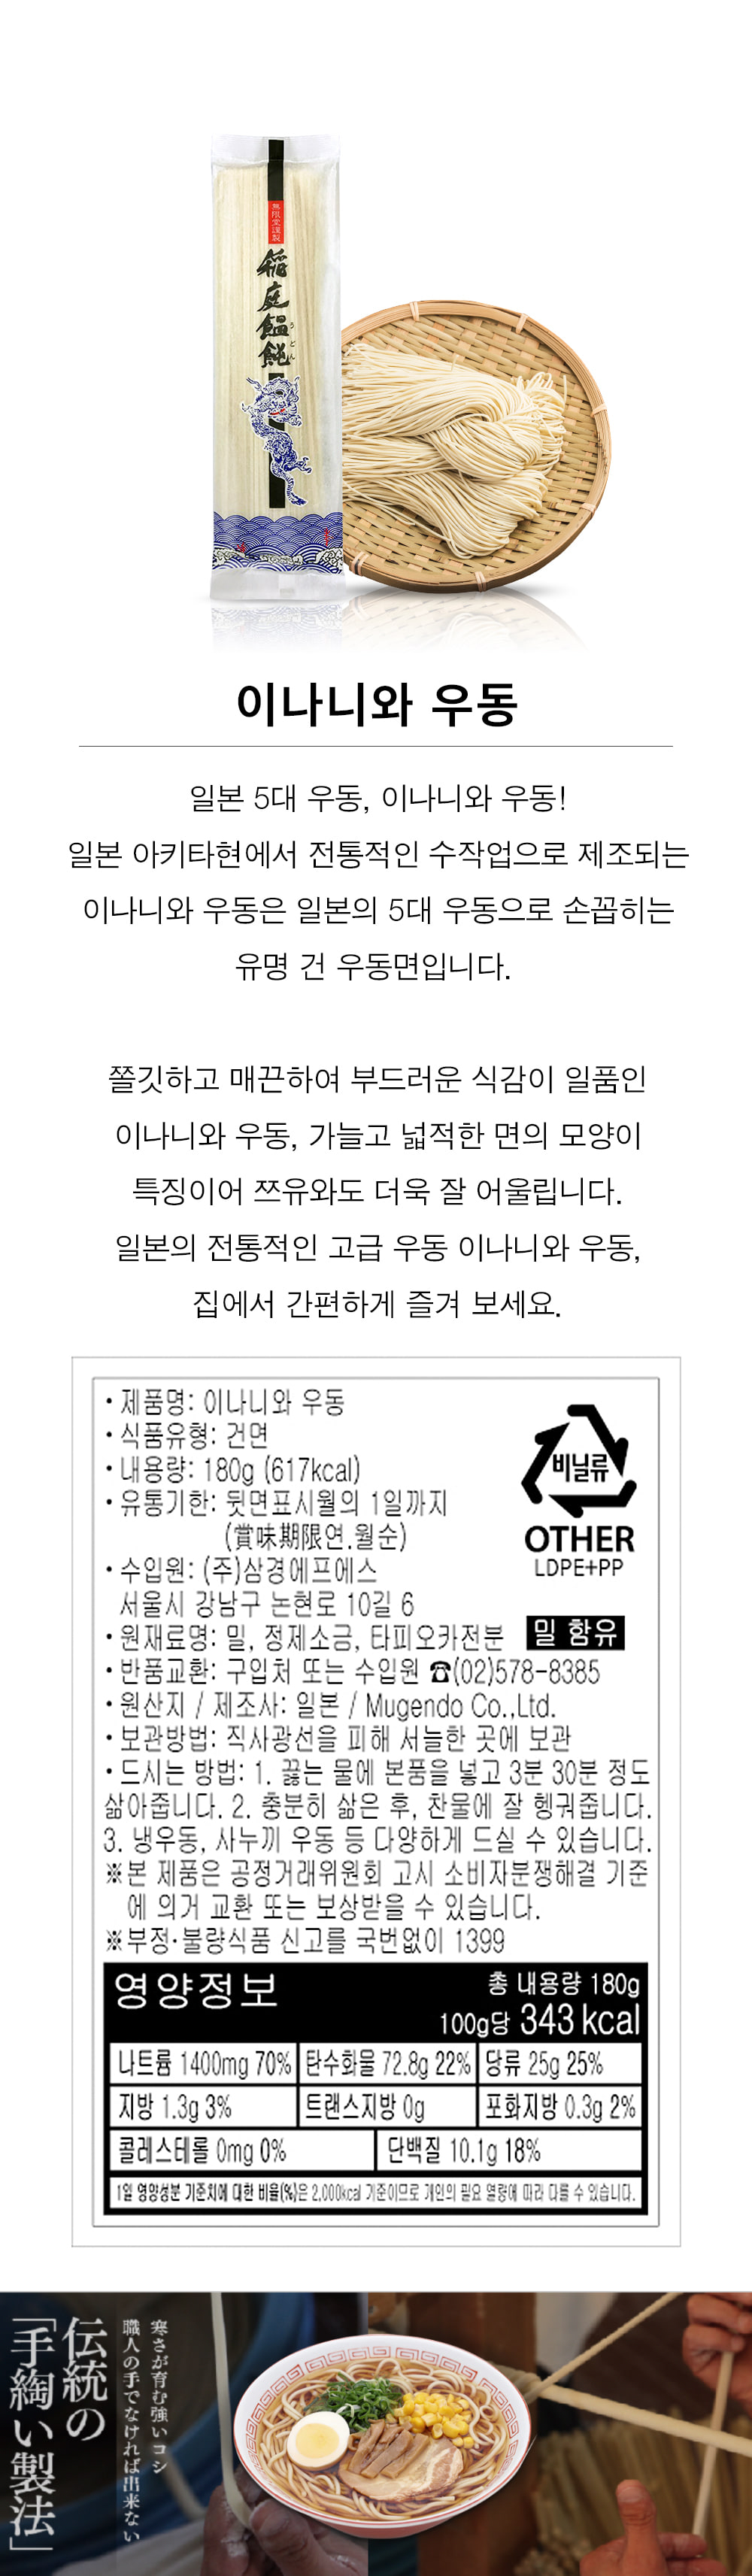 無限堂謹製
稲庭饂飩
うどん
이나니와 우동
일본 5대 우동, 이나니와 우동!
일본 아키타현에서 전통적인 수작업으로 제조되는
이나니와 우동은 일본의 5대 우동으로 손꼽히는
유명 건 우동면입니다.
쫄깃하고 매끈하여 부드러운 식감이 일품인
이나니와 우동, 가늘고 넓적한 면의 모양이
특징이어 쯔유와도 더욱 잘 어울립니다.
일본의 전통적인 고급 우동 이나니와 우동,
집에서 간편하게 즐겨 보세요.
• 제품명: 이나니와 우동
• 식품유형: 건면
• 내용량: 180g (617kcal)
• 유통기한: 뒷면표시월의 1일까지
(賞味期限연.월순)
• 수입원: (주)삼경에프에스
서울시 강남구 논현로 10길 6
• 원재료명: 밀, 정제소금, 타피오카전분
비닐류
OTHER
LDPE+PP
밀 함유
• 반품교환: 구입처 또는 수입원 ☎(02)578-8385
• 원산지 / 제조사: 일본 / Mugendo Co.,Ltd.
• 보관방법: 직사광선을 피해 서늘한 곳에 보관
• 드시는 방법: 1. 끓는 물에 본품을 넣고 3분 30분 정도
삶아줍니다. 2. 충분히 삶은 후, 찬물에 잘 헹궈줍니다.
3. 냉우동, 사누끼 우동 등 다양하게 드실 수 있습니다.
※본 제품은 공정거래위원회 고시 소비자분쟁해결 기준
에 의거 교환 또는 보상받을 수 있습니다.
※부정·불량식품 신고를 국번없이 1399
영양정보
총 내용량 180g
100g당 343 kcal
나트륨 1400mg 70% 탄수화물 72.8g 22% 당류 25g 25%
지방 1.3g 3% 트랜스지방 0g 포화지방 0.3g 2%
콜레스테롤 0mg 0% 단백질 10.1g 18%
1일 영양성분 기준치에 대한 비율(%)은 2,000kcal 기준이므로 개인의 필요 열량에 따라 다를 수 있습니다.
寒さが育む強いコシ
職人の手でなければ出来ない
伝統の
「手綯い製法」